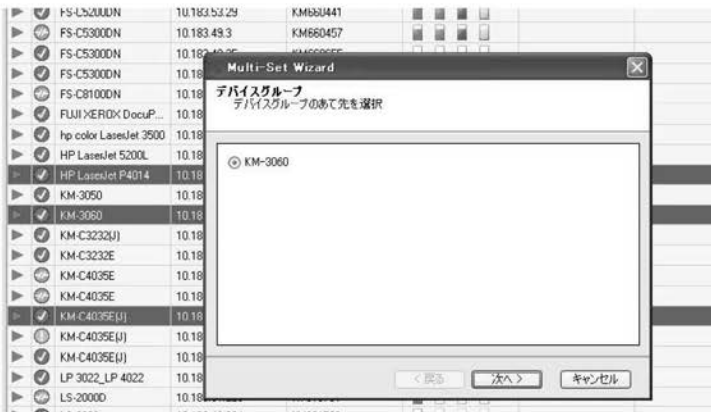 FS-C5200DN 10.183.53.29 KM660441
FS-C5300DN 10.183.49.3 KM660457
FS-C5300DN
FS-C5300DN 10.18
FS-C8100DN 10.18
FUJI XEROX DocuP... 10.18
hp color LaserJet 3500 10.18
HP LaserJet 5200L 10.18
HP LaserJet P4014 10.18
KM-3050 10.18
KM-3060 10.18
KM-C3232(J) 10.18
KM-C3232E 10.18
KM-C4035E 10.18
KM-C4035E 10.18
KM-C4035E(J) 10.18
KM-C4035E(J) 10.18
KM-C4035E(J) 10.18
LP 3022_LP 4022 10.18
LS-2000D
Multi-Set Wizard
デバイスグループ
デバイスグループのあて先を選択
KM-3060
< 戻る 次へ > キャンセル